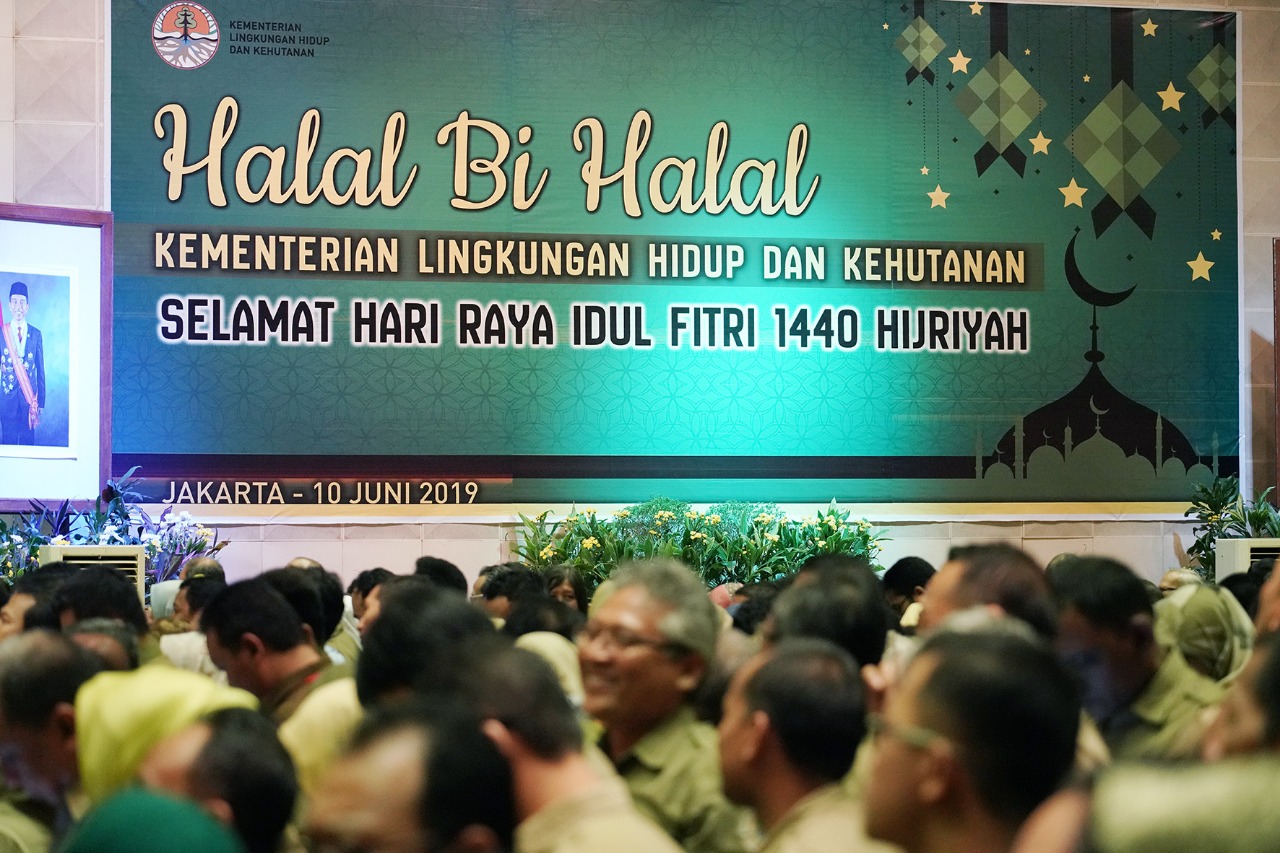 KEMENTERIAN
LINGKUNGAN HIDUP
DAN KEHUTANAN
Halal Bi Halal
KEMENTERIAN LINGKUNGAN HIDUP DAN KEHUTANAN
SELAMAT HARI RAYA IDUL FITRI 1440 HIJRIYAH
JAKARTA - 10 JUNI 2019